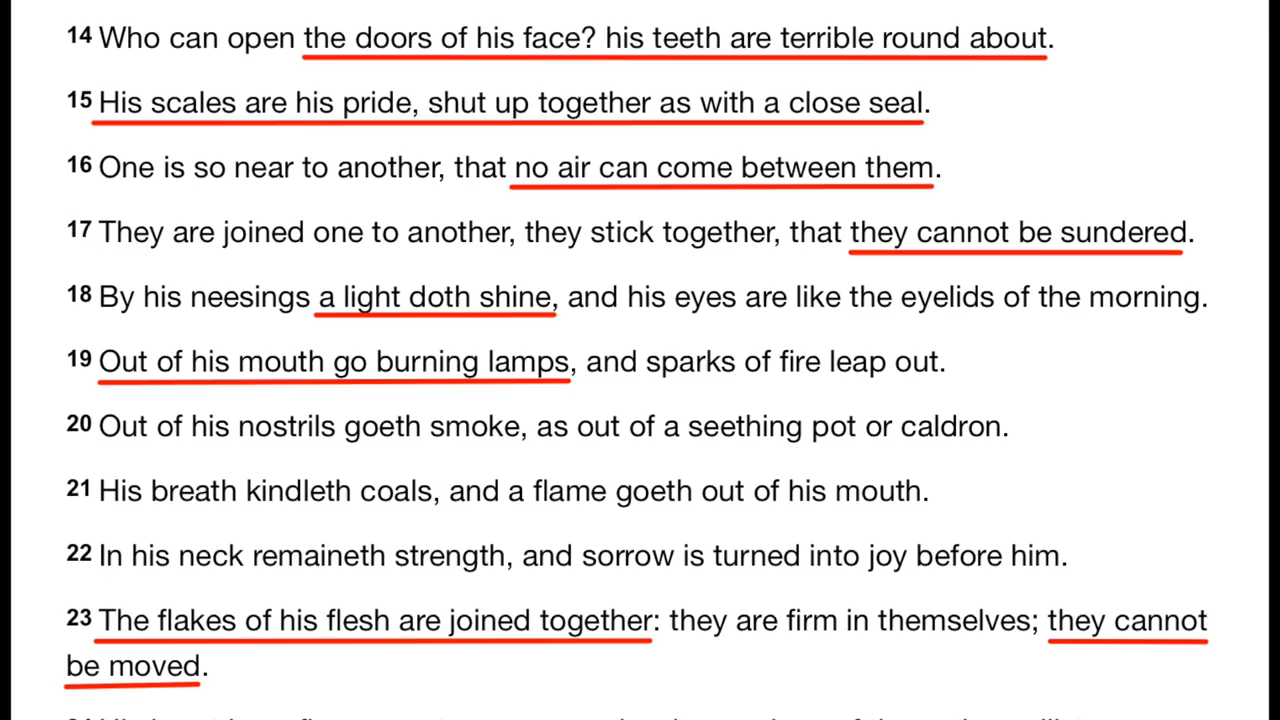 14 Who can open the doors of his face? his teeth are terrible round about.
15 His scales are his pride, shut up together as with a close seal.
16 One is so near to another, that no air can come between them.
17 They are joined one to another, they stick together, that they cannot be sundered.
18 By his neesings a light doth shine, and his eyes are like the eyelids of the morning.
19 Out of his mouth go burning lamps, and sparks of fire leap out.
20 Out of his nostrils goeth smoke, as out of a seething pot or caldron.
21 His breath kindleth coals, and a flame goeth out of his mouth.
22 In his neck remaineth strength, and sorrow is turned into joy before him.
23 The flakes of his flesh are joined together: they are firm in themselves; they cannot
be moved.